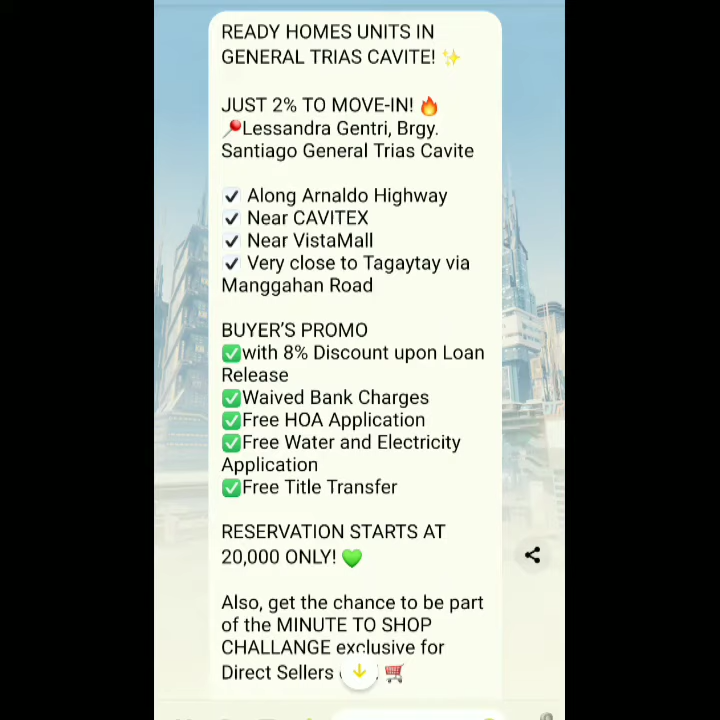 READY HOMES UNITS IN
GENERAL TRIAS CAVITE! ✨
JUST 2% TO MOVE-IN! 🔥
📍Lessandra Gentri, Brgy.
Santiago General Trias Cavite
✔ Along Arnaldo Highway
✔ Near CAVITEX
✔ Near VistaMall
✔ Very close to Tagaytay via
Manggahan Road
BUYER’S PROMO
✅with 8% Discount upon Loan
Release
✅Waived Bank Charges
✅Free HOA Application
✅Free Water and Electricity
Application
✅Free Title Transfer
RESERVATION STARTS AT
20,000 ONLY! 💚
Also, get the chance to be part
of the MINUTE TO SHOP
CHALLANGE exclusive for
Direct Sellers 🛒